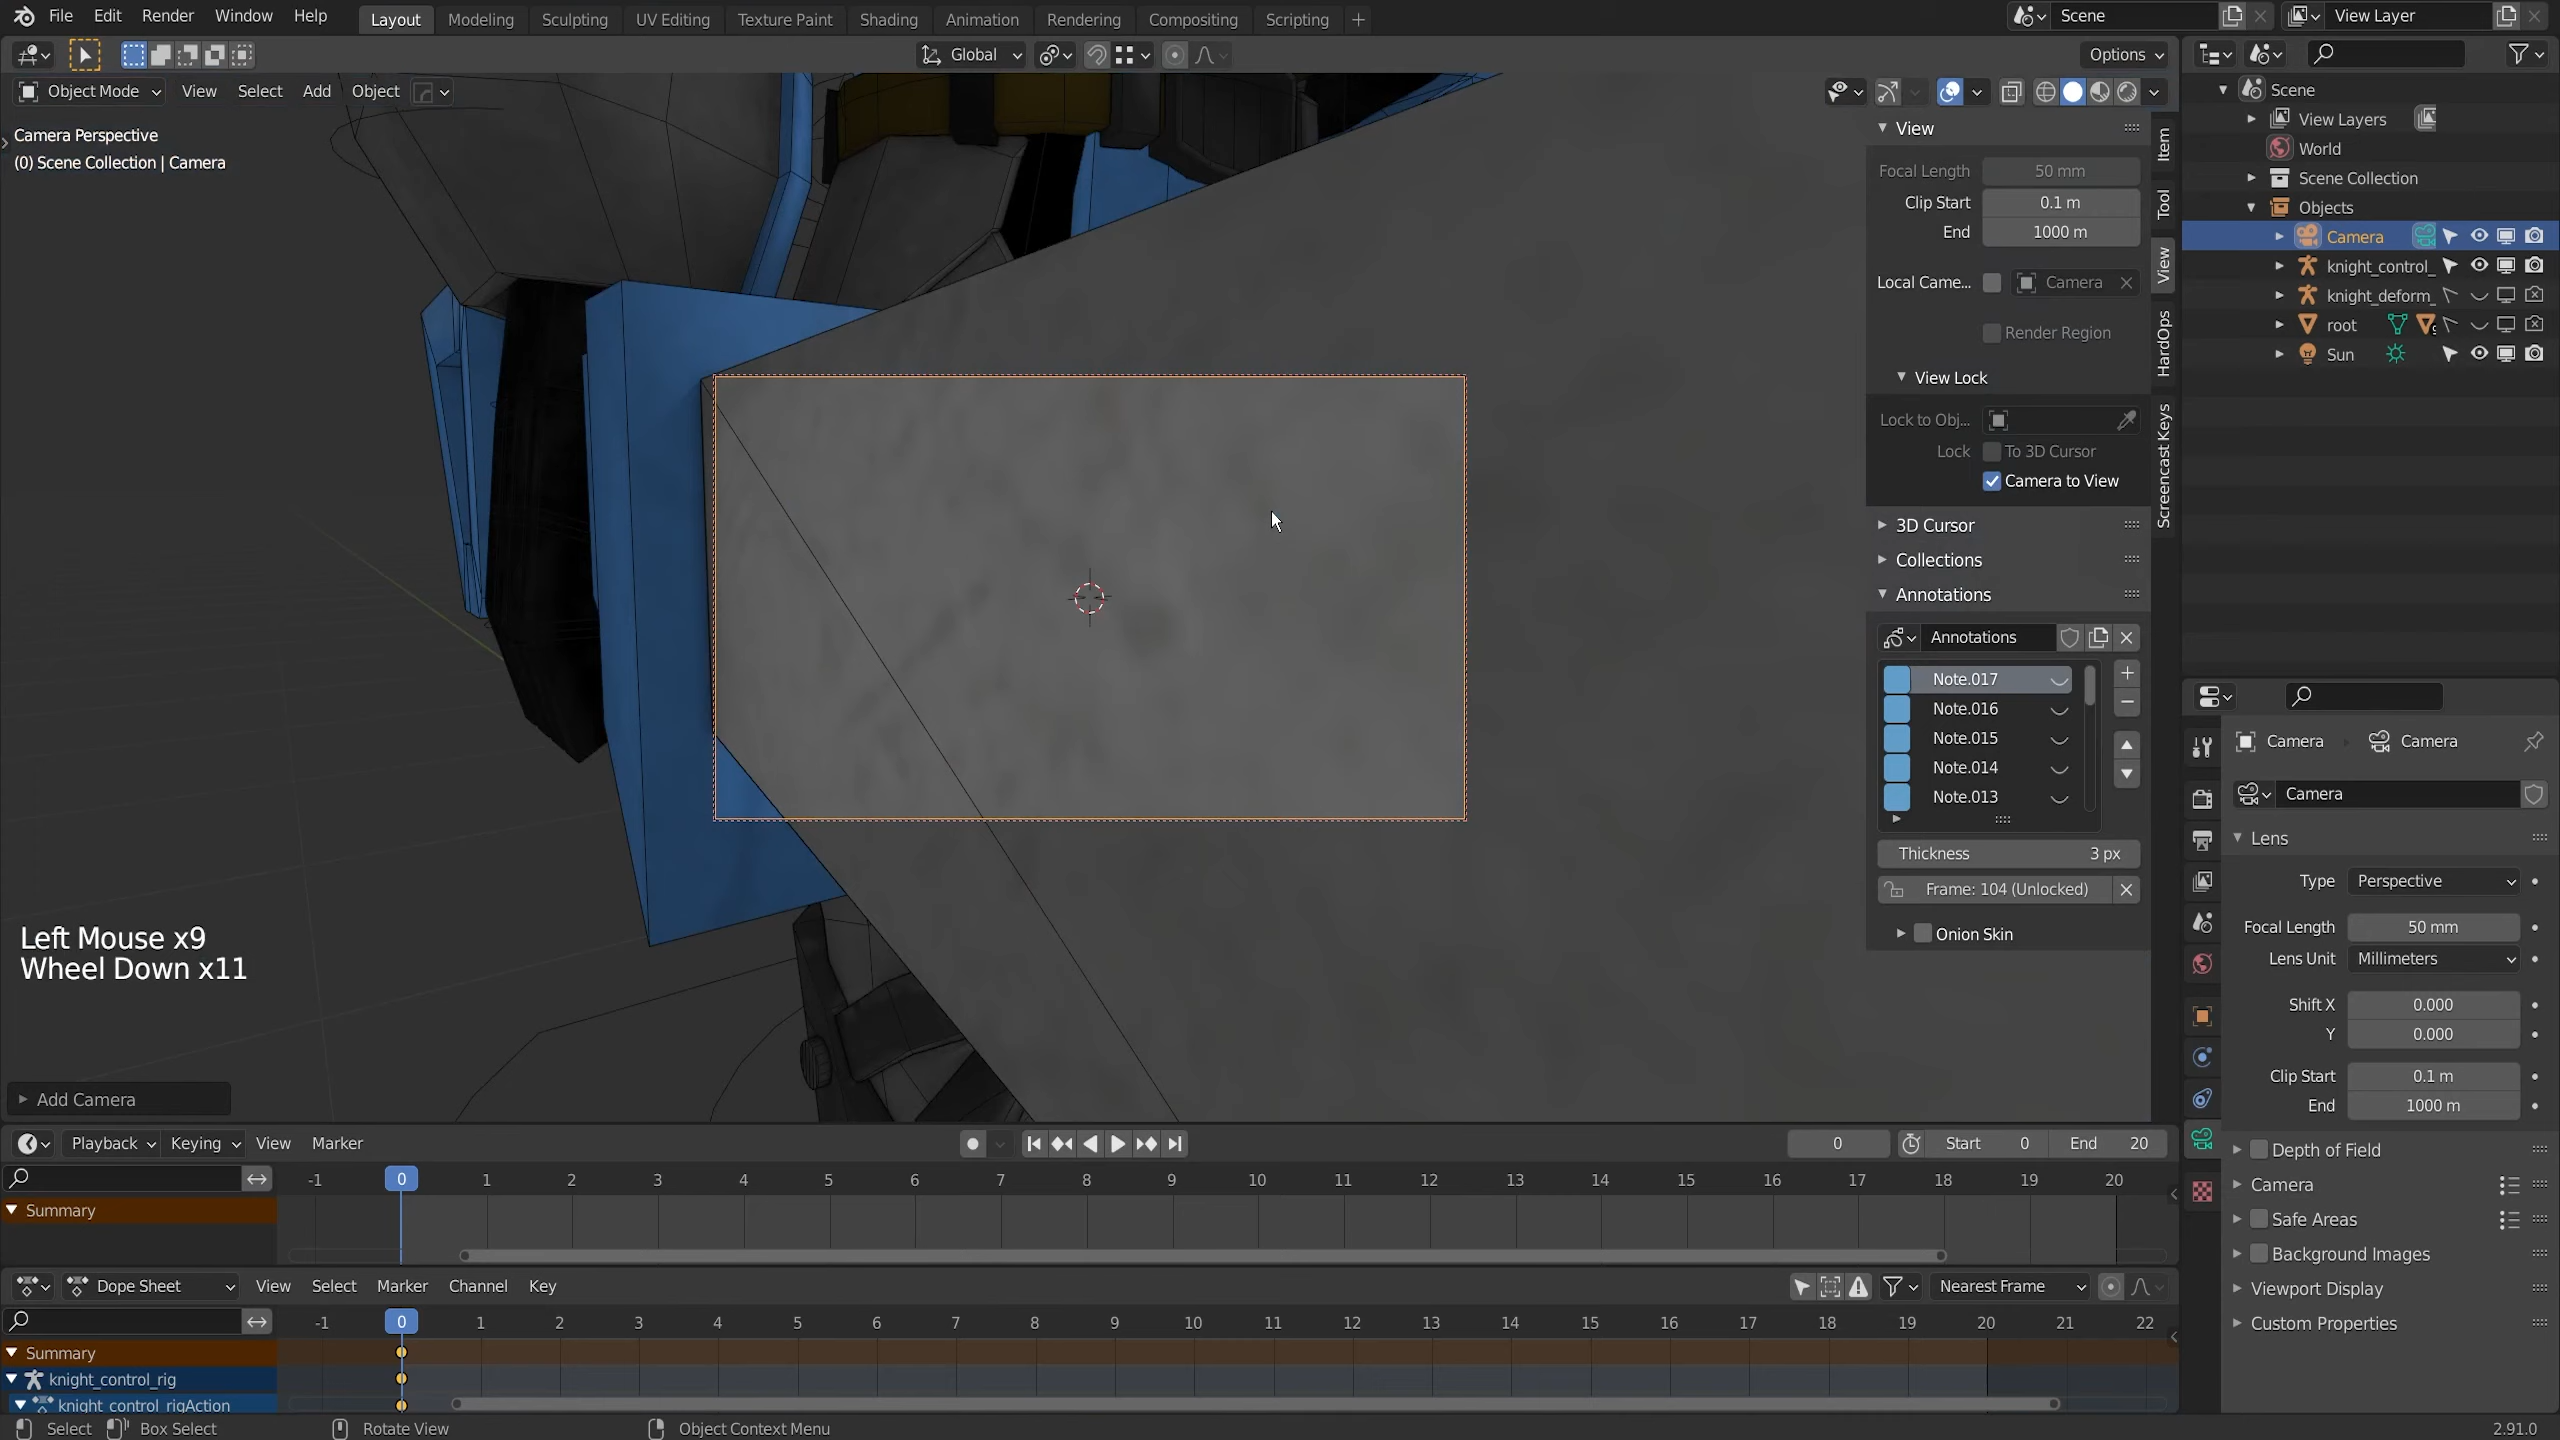 File Edit Render Window Help
Layout Modeling Sculpting UV Editing Texture Paint Shading Animation Rendering Compositing Scripting
Scene
View Layer
Global
Options
Object Mode View Select Add Object
Camera Perspective
(0) Scene Collection | Camera
View
Focal Length 50 mm
Clip Start 0.1 m
End 1000 m
Local Came... Camera
Render Region
View Lock
Lock to Obj...
Lock To 3D Cursor
Camera to View
3D Cursor
Collections
Annotations
Annotations
Note.017
Note.016
Note.015
Note.014
Note.013
Thickness 3 px
Frame: 104 (Unlocked)
Onion Skin
Item
Tool
View
HardOps
Screencast Keys
Scene
View Layers
World
Scene Collection
Objects
Camera
knight_control_
knight_deform_
root
Sun
Camera Camera
Camera
Lens
Type Perspective
Focal Length 50 mm
Lens Unit Millimeters
Shift X 0.000
Y 0.000
Clip Start 0.1 m
End 1000 m
Depth of Field
Camera
Safe Areas
Background Images
Viewport Display
Custom Properties
Left Mouse x9
Wheel Down x11
Add Camera
Playback Keying View Marker
0 Start 0 End 20
-1 0 1 2 3 4 5 6 7 8 9 10 11 12 13 14 15 16 17 18 19 20
Summary
Dope Sheet View Select Marker Channel Key
Nearest Frame
-1 0 1 2 3 4 5 6 7 8 9 10 11 12 13 14 15 16 17 18 19 20 21 22
Summary
knight_control_rig
knight_control_rigAction
Select Box Select Rotate View Object Context Menu
2.91.0